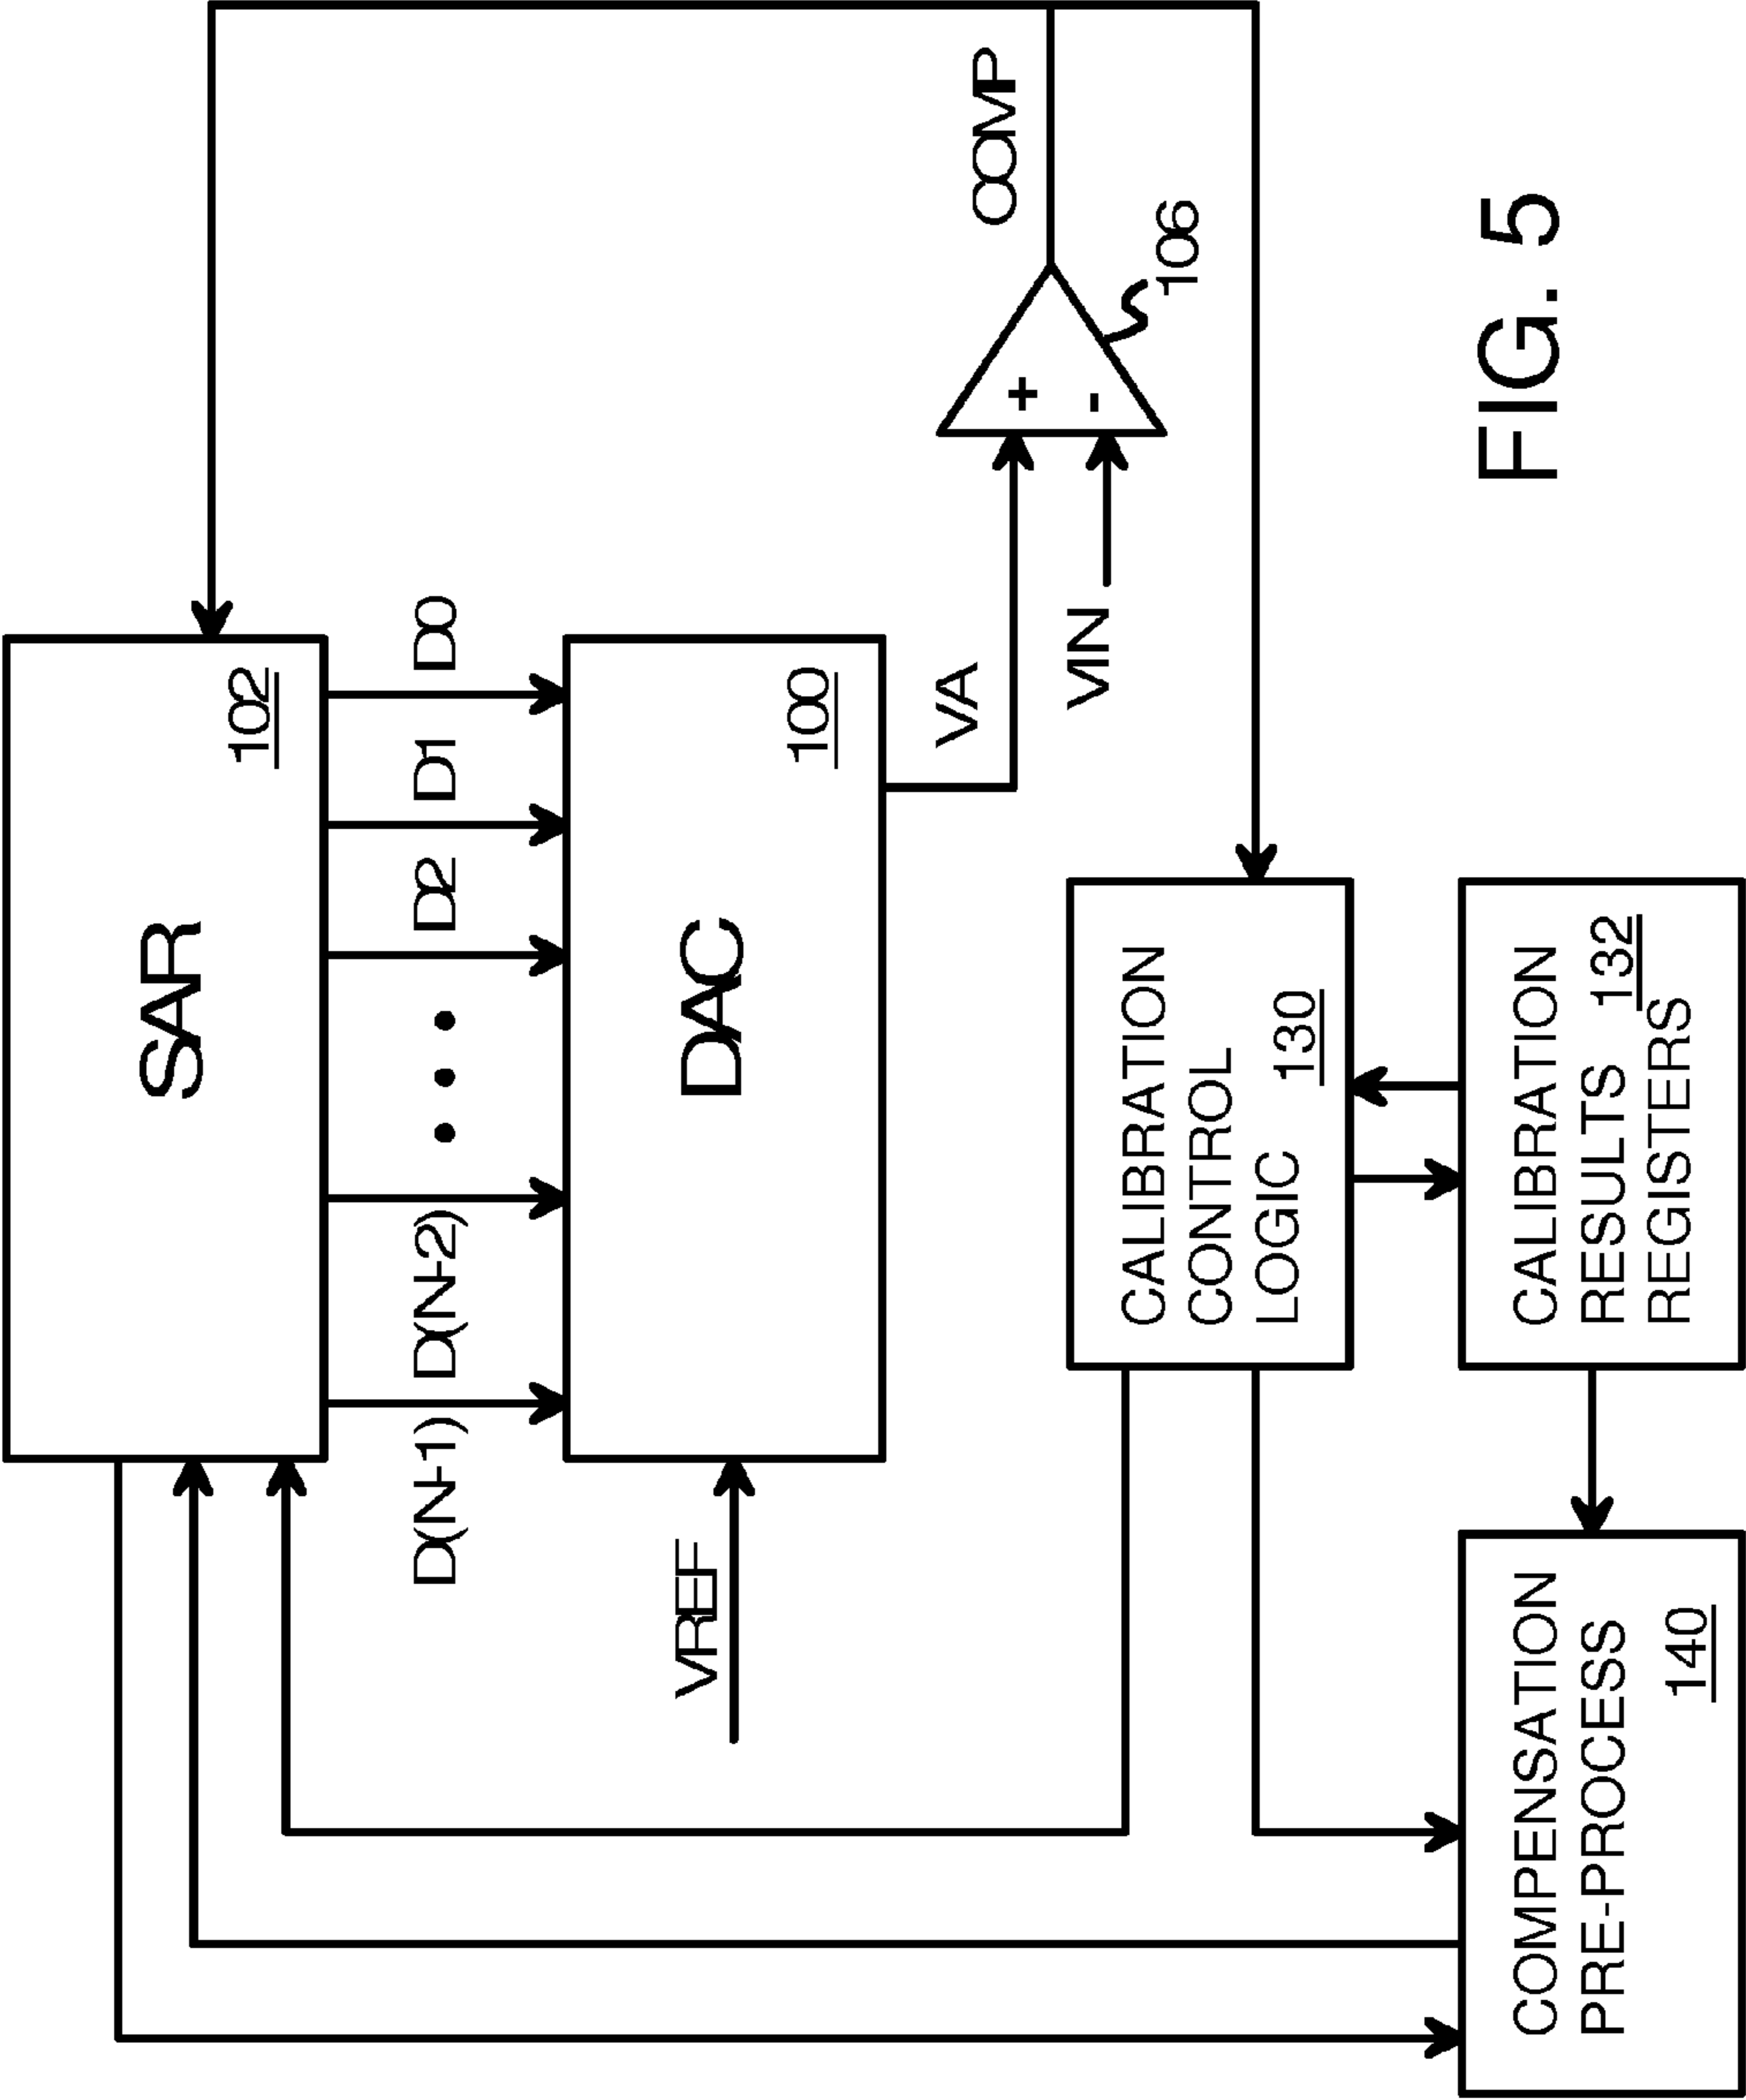 SAR
102
D(N-1)
D(N-2)
D2
D1
D0
VREF
DAC
100
VA
VIN
+
-
COMP
106
CALIBRATION
CONTROL
LOGIC 130
CALIBRATION
RESULTS 132
REGISTERS
COMPENSATION
PRE-PROCESS
140
FIG. 5